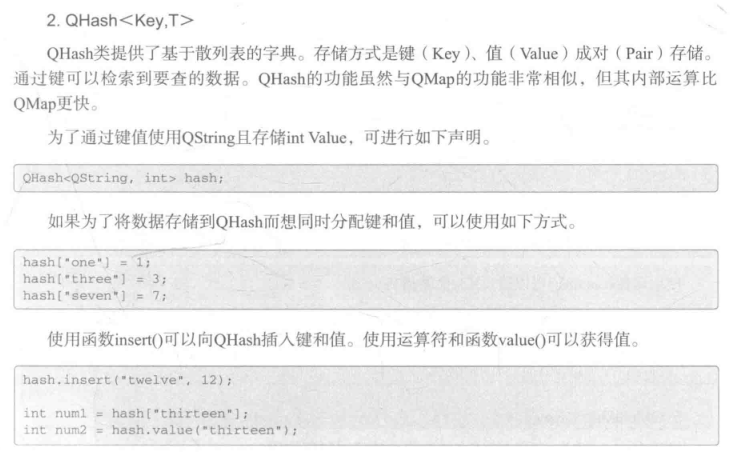 2. QHash＜Key,T＞
QHash类提供了基于散列表的字典。存储方式是键（Key）、值（Value）成对（Pair）存储。
通过键可以检索到要查的数据。QHash的功能虽然与QMap的功能非常相似，但其内部运算比
QMap更快。
为了通过键值使用QString且存储int Value，可进行如下声明。
QHash<QString, int> hash;
如果为了将数据存储到QHash而想同时分配键和值，可以使用如下方式。
hash["one"] = 1;
hash["three"] = 3;
hash["seven"] = 7;
使用函数insert()可以向QHash插入键和值。使用运算符和函数value()可以获得值。
hash.insert("twelve", 12);
int num1 = hash["thirteen"];
int num2 = hash.value("thirteen");